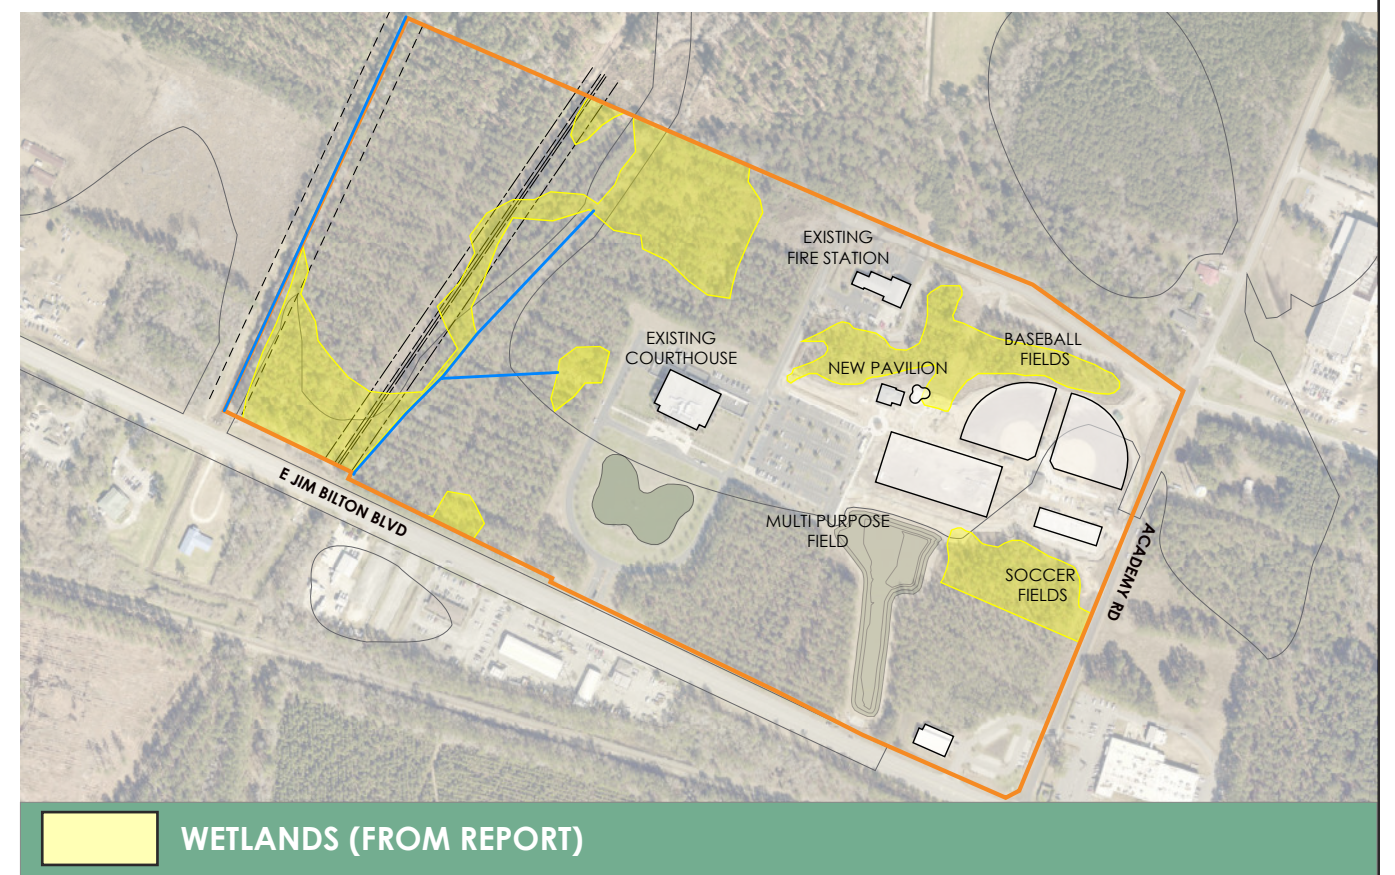 EXISTING
FIRE STATION
EXISTING
COURTHOUSE
BASEBALL
FIELDS
NEW PAVILION
E JIM BILTON BLVD
MULTI PURPOSE
FIELD
SOCCER
FIELDS
ACADEMY RD
WETLANDS (FROM REPORT)